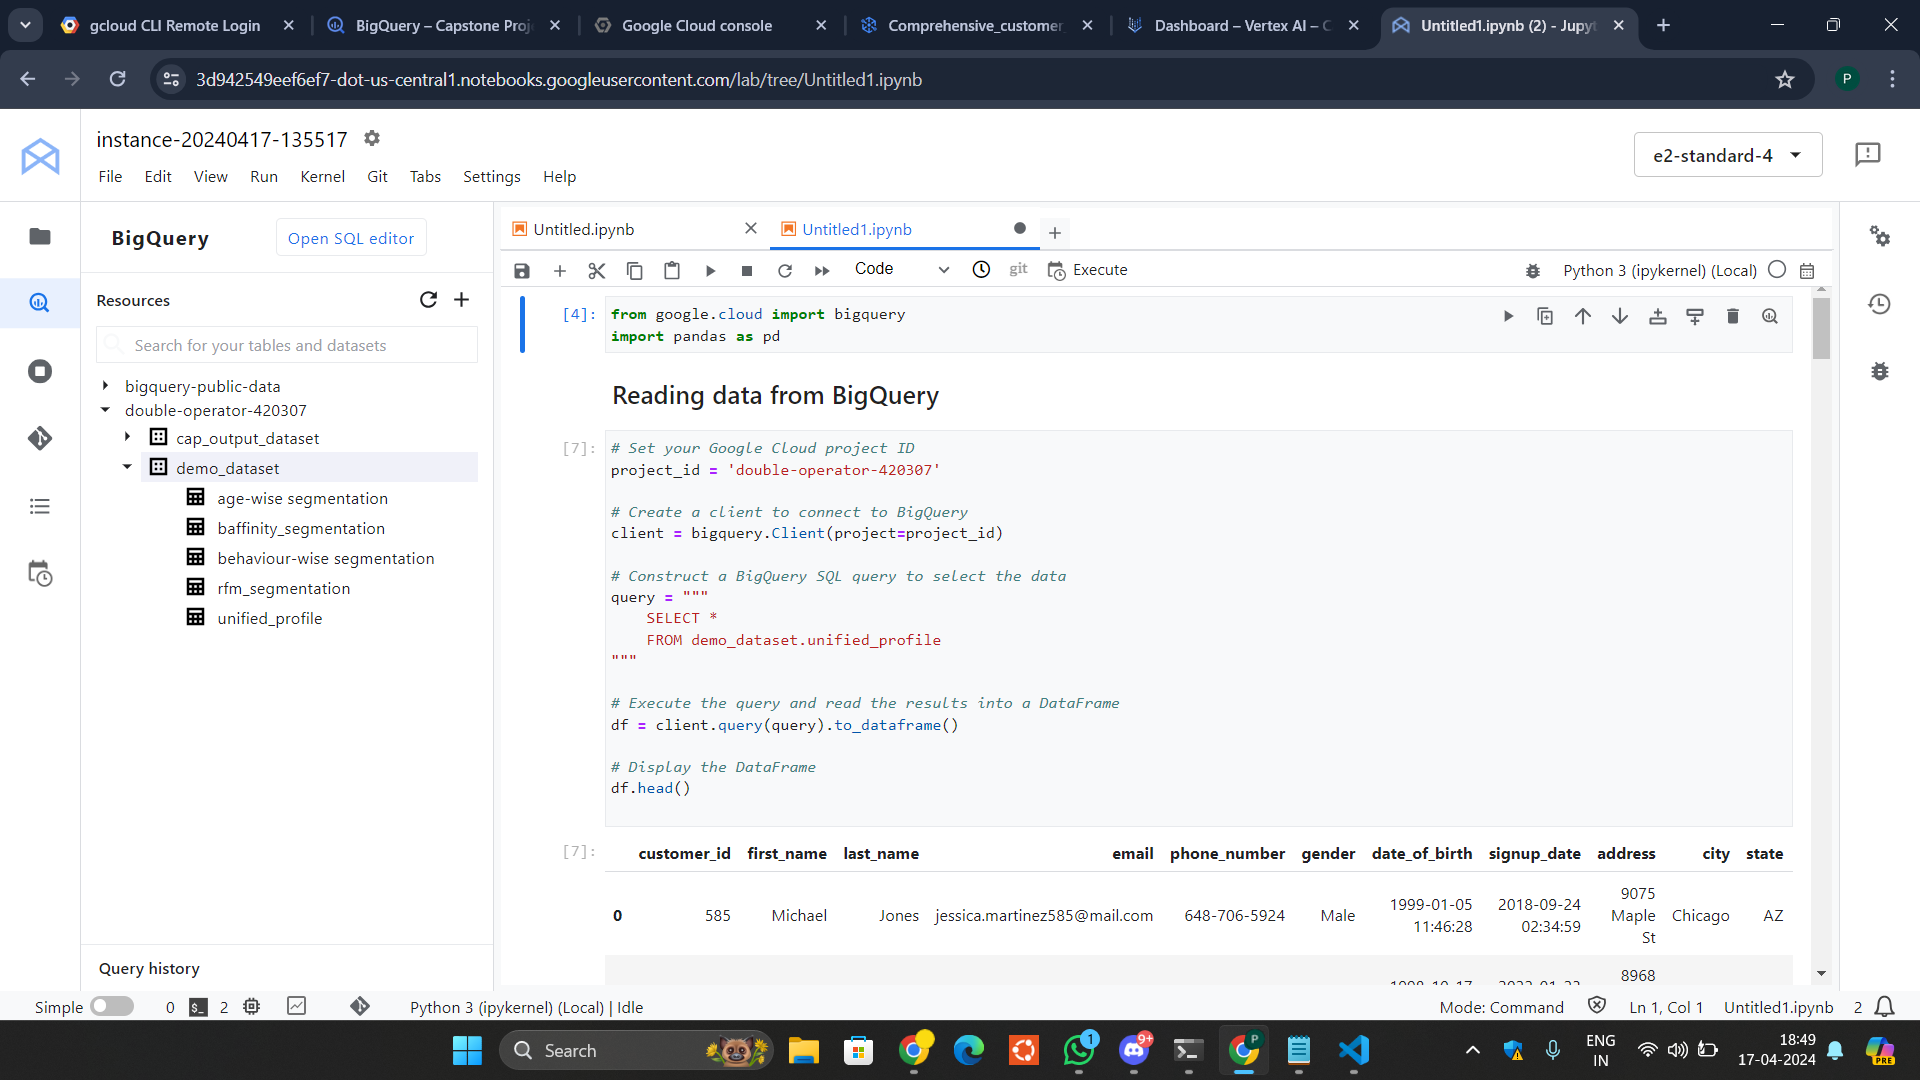 gcloud CLI Remote Login
BigQuery – Capstone Proj
Google Cloud console
Comprehensive_customer_
Dashboard – Vertex AI – C
Untitled1.ipynb (2) - Jupyt
3d942549eef6ef7-dot-us-central1.notebooks.googleusercontent.com/lab/tree/Untitled1.ipynb
P
instance-20240417-135517
e2-standard-4
File Edit View Run Kernel Git Tabs Settings Help
BigQuery
Open SQL editor
Resources
Search for your tables and datasets
bigquery-public-data
double-operator-420307
cap_output_dataset
demo_dataset
age-wise segmentation
baffinity_segmentation
behaviour-wise segmentation
rfm_segmentation
unified_profile
Query history
Untitled.ipynb
Untitled1.ipynb
Code
git
Execute
Python 3 (ipykernel) (Local)
[4]:
from google.cloud import bigquery
import pandas as pd
Reading data from BigQuery
[7]:
# Set your Google Cloud project ID
project_id = 'double-operator-420307'
# Create a client to connect to BigQuery
client = bigquery.Client(project=project_id)
# Construct a BigQuery SQL query to select the data
query = """
SELECT *
FROM demo_dataset.unified_profile
"""
# Execute the query and read the results into a DataFrame
df = client.query(query).to_dataframe()
# Display the DataFrame
df.head()
[7]:
customer_id first_name last_name email phone_number gender date_of_birth signup_date address city state
0 585 Michael Jones jessica.martinez585@mail.com 648-706-5924 Male 1999-01-05 11:46:28 2018-09-24 02:34:59 9075 Maple St Chicago AZ
8968
Simple 0 2 Python 3 (ipykernel) (Local) | Idle
Mode: Command Ln 1, Col 1 Untitled1.ipynb 2
Search
1
9+
P
ENG
IN
18:49
17-04-2024
PRE